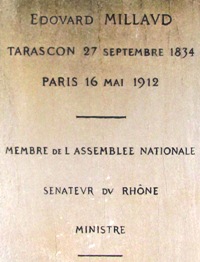 EDOVARD MILLAVD
TARASCON 27 SEPTEMBRE 1834
PARIS 16 MAI 1912
MEMBRE DE L ASSEMBLEE NATIONALE
SENATEVR DV RHÔNE
MINISTRE